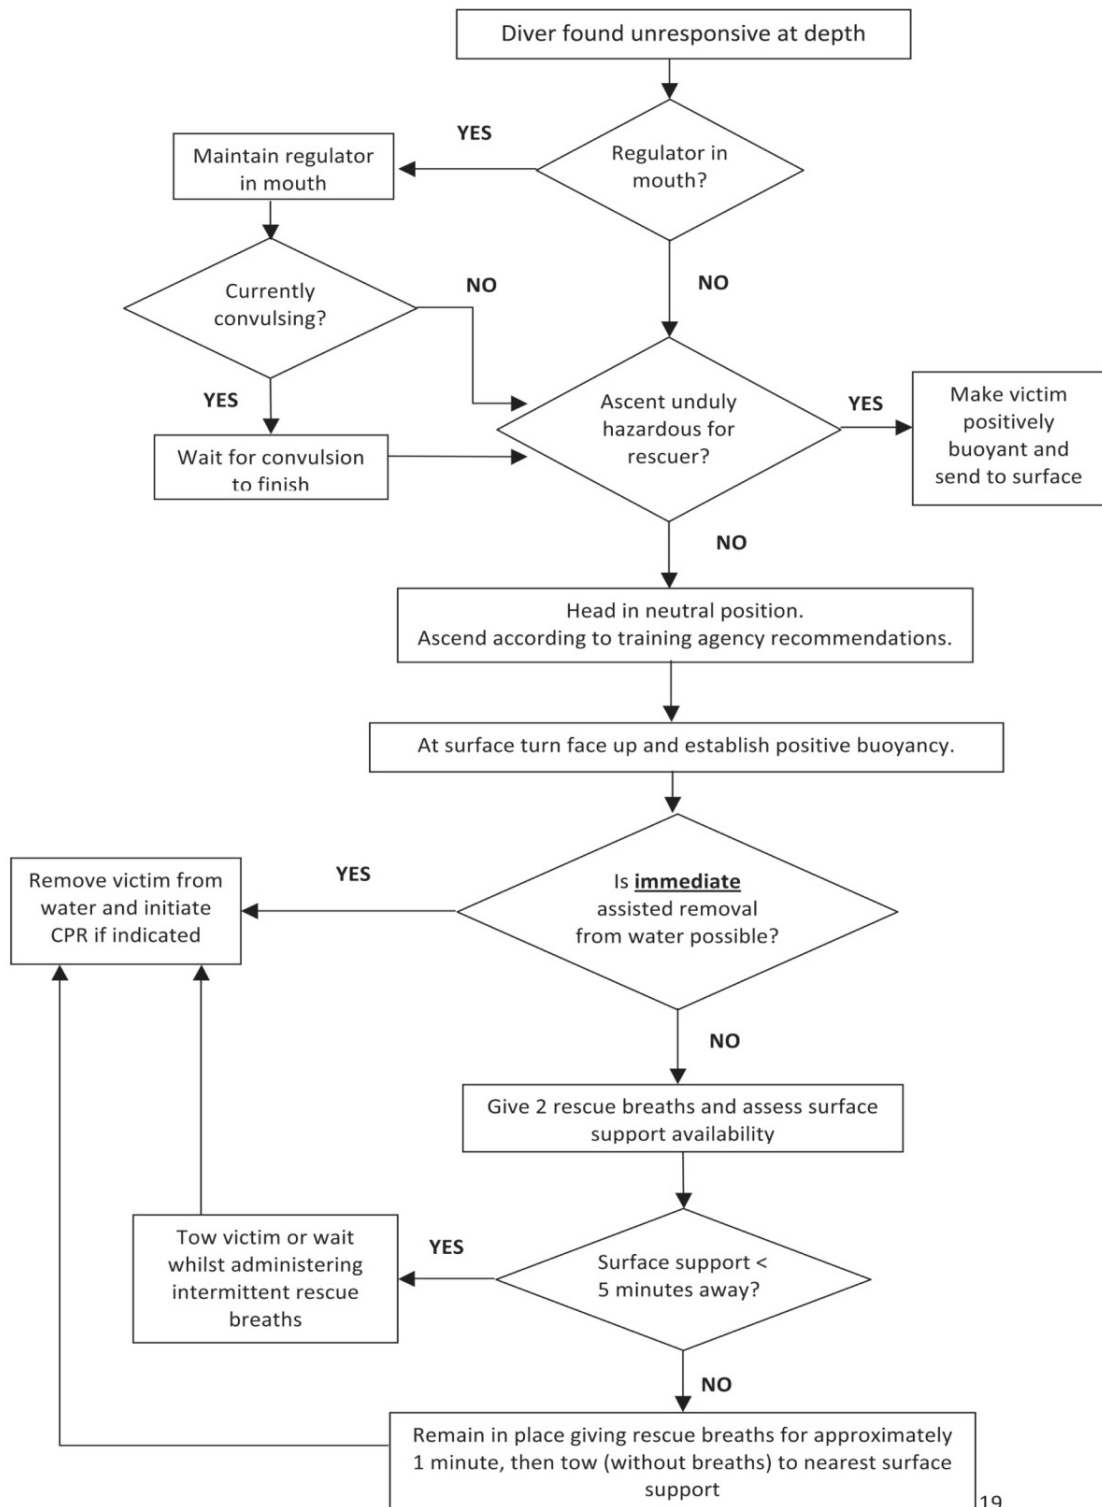 Diver found unresponsive at depth
YES
Maintain regulator
in mouth
Regulator in
mouth?
Currently
convulsing?
NO
NO
YES
Wait for convulsion
to finish
Ascent unduly
hazardous for
rescuer?
YES
Make victim
positively
buoyant and
send to surface
NO
Head in neutral position.
Ascend according to training agency recommendations.
At surface turn face up and establish positive buoyancy.
Remove victim from
water and initiate
CPR if indicated
YES
Is immediate
assisted removal
from water possible?
NO
Give 2 rescue breaths and assess surface
support availability
Tow victim or wait
whilst administering
intermittent rescue
breaths
YES
Surface support <
5 minutes away?
NO
Remain in place giving rescue breaths for approximately
1 minute, then tow (without breaths) to nearest surface
support
19